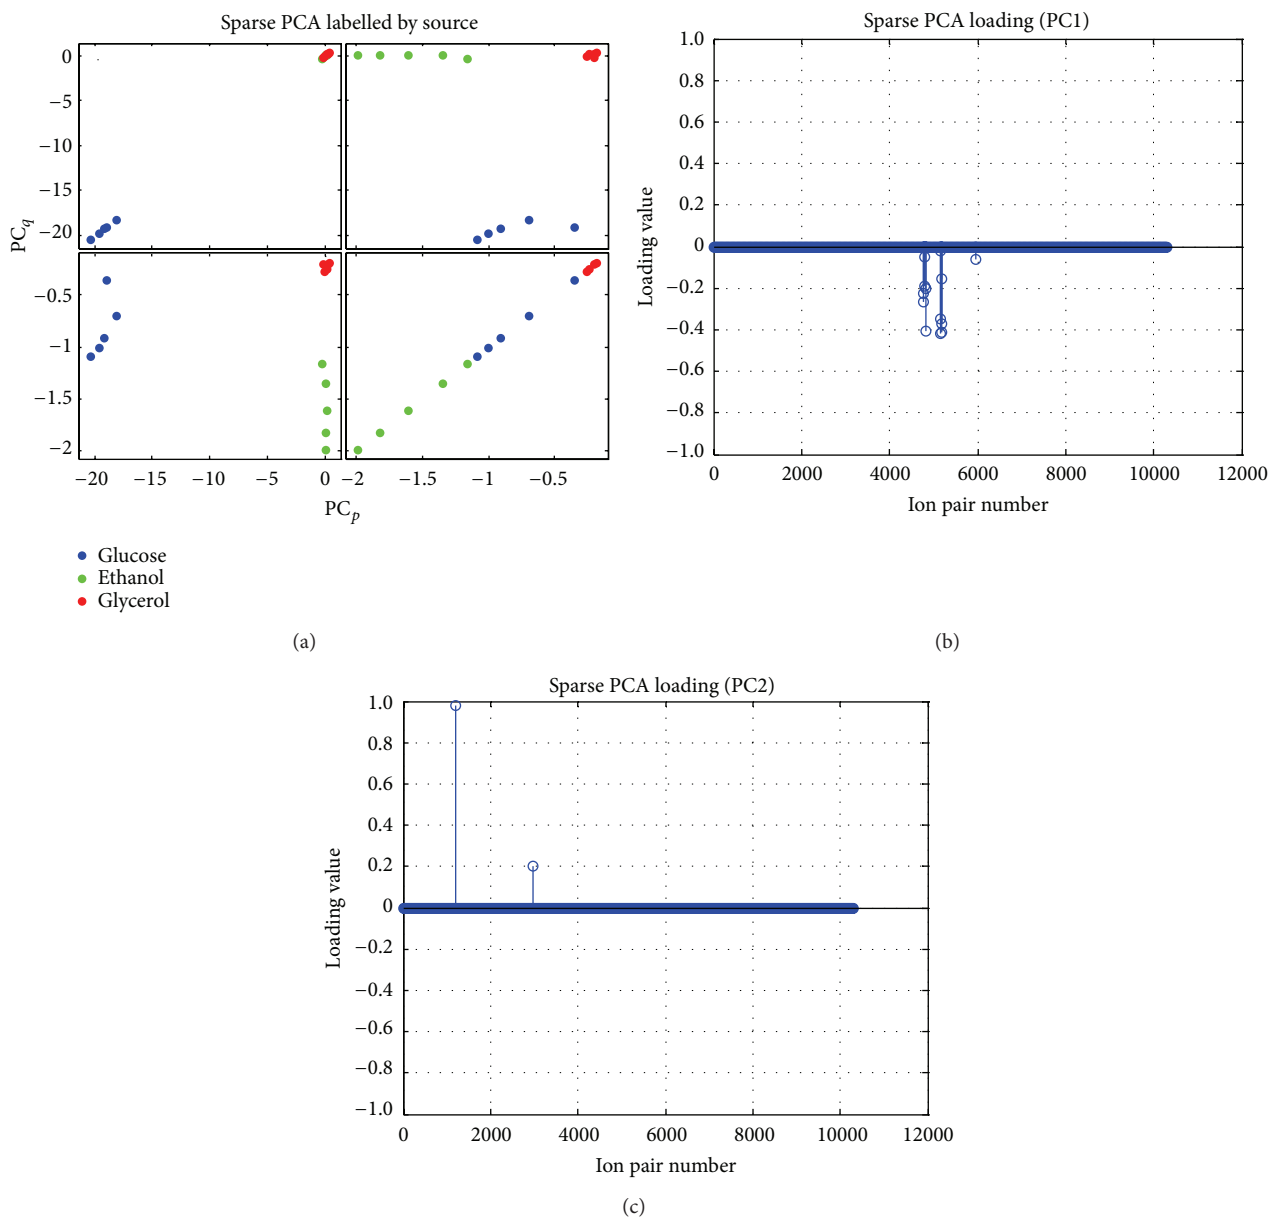 Sparse PCA labelled by source
0
−5
−10
−15
−20
PCq
−0.5
−1
−1.5
−2
−20 −15 −10 −5 0 −2 −1.5 −1 −0.5
PCp
Glucose
Ethanol
Glycerol
(a)
Sparse PCA loading (PC1)
1.0
0.8
0.6
0.4
0.2
0
−0.2
−0.4
−0.6
−0.8
−1.0
Loading value
0 2000 4000 6000 8000 10000 12000
Ion pair number
(b)
Sparse PCA loading (PC2)
1.0
0.8
0.6
0.4
0.2
0
−0.2
−0.4
−0.6
−0.8
−1.0
Loading value
0 2000 4000 6000 8000 10000 12000
Ion pair number
(c)